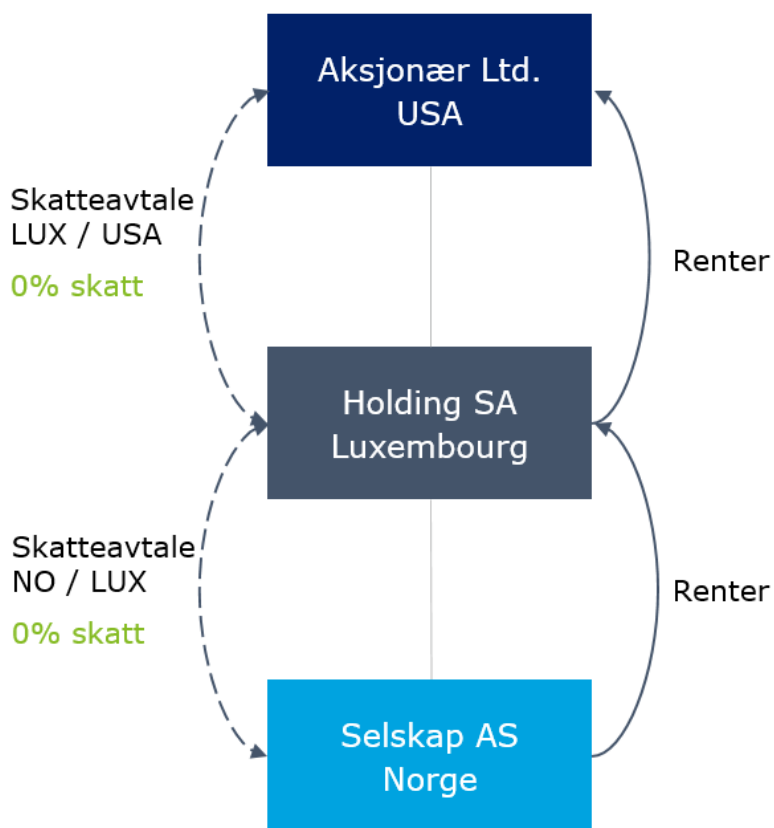 Aksjonær Ltd.
USA
Skatteavtale
LUX / USA
0% skatt
Renter
Holding SA
Luxembourg
Skatteavtale
NO / LUX
0% skatt
Renter
Selskap AS
Norge